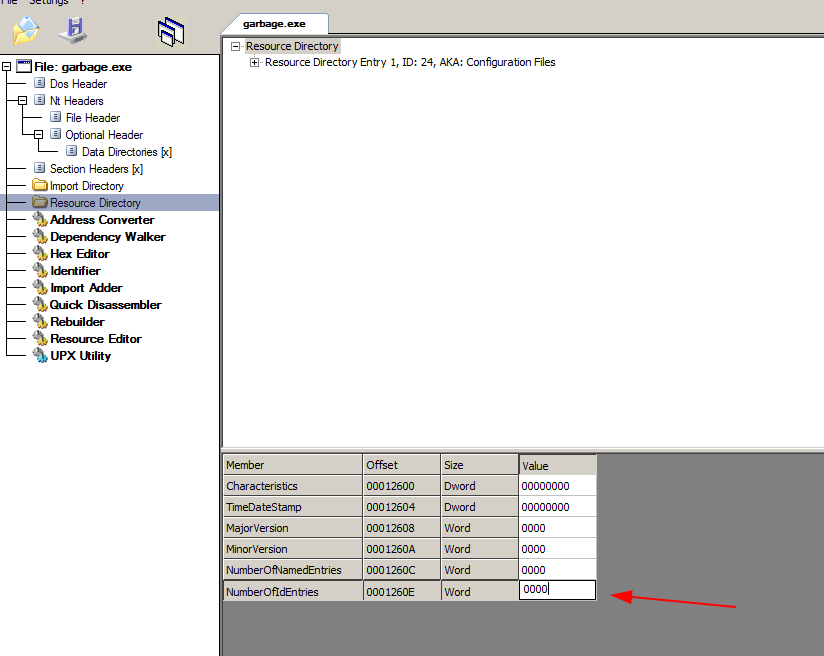 File Settings ?
garbage.exe
File: garbage.exe
Dos Header
Nt Headers
File Header
Optional Header
Data Directories [x]
Section Headers [x]
Import Directory
Resource Directory
Address Converter
Dependency Walker
Hex Editor
Identifier
Import Adder
Quick Disassembler
Rebuilder
Resource Editor
UPX Utility
Resource Directory
Resource Directory Entry 1, ID: 24, AKA: Configuration Files
Member Offset Size Value
Characteristics 00012600 Dword 00000000
TimeDateStamp 00012604 Dword 00000000
MajorVersion 00012608 Word 0000
MinorVersion 0001260A Word 0000
NumberOfNamedEntries 0001260C Word 0000
NumberOfIdEntries 0001260E Word 0000